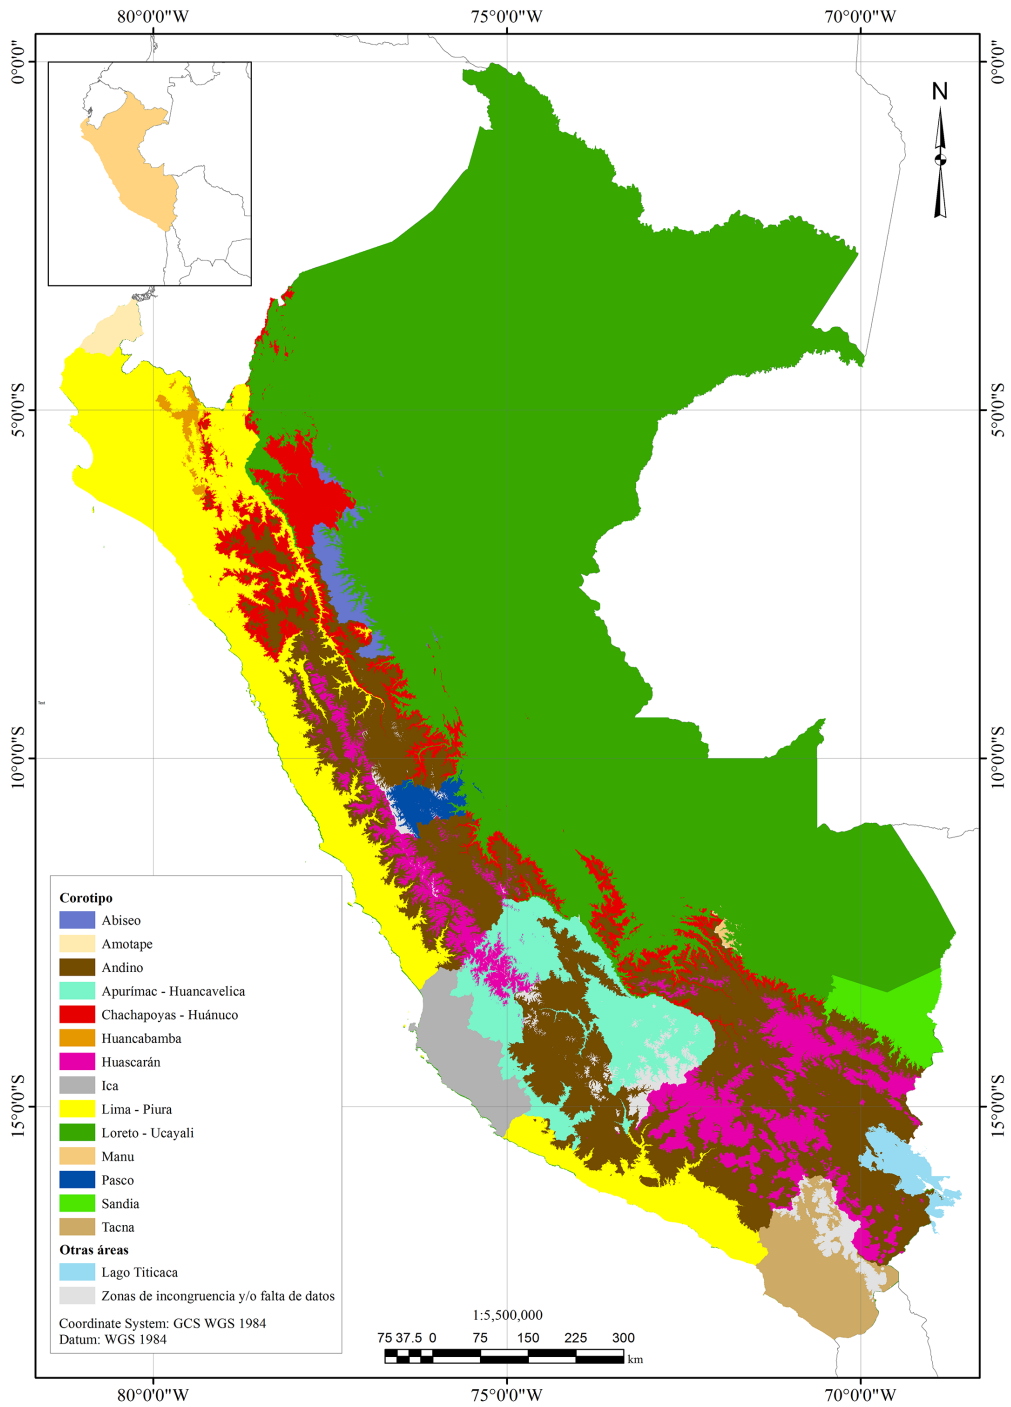 80°0'0"W 75°0'0"W 70°0'0"W
0°0'0" 0°0'0"
N
5°0'0"S 5°0'0"S
Text
10°0'0"S 10°0'0"S
15°0'0"S 15°0'0"S
Corotipo
Abiseo
Amotape
Andino
Apurímac - Huancavelica
Chachapoyas - Huánuco
Huancabamba
Huascarán
Ica
Lima - Piura
Loreto - Ucayali
Manu
Pasco
Sandia
Tacna
Otras áreas
Lago Titicaca
Zonas de incongruencia y/o falta de datos
Coordinate System: GCS WGS 1984
Datum: WGS 1984
1:5,500,000
75 37.5 0 75 150 225 300
km
80°0'0"W 75°0'0"W 70°0'0"W